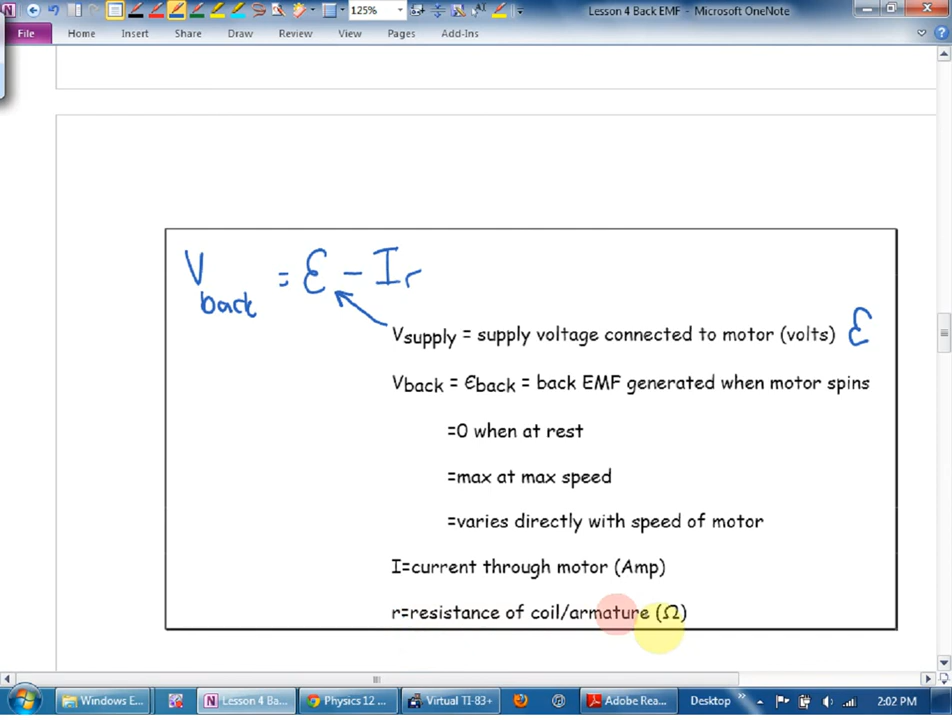 125%
Lesson 4 Back EMF - Microsoft OneNote
File Home Insert Share Draw Review View Pages Add-Ins
V back = ε - Ir
Vsupply = supply voltage connected to motor (volts) ε
Vback = εback = back EMF generated when motor spins
=0 when at rest
=max at max speed
=varies directly with speed of motor
I=current through motor (Amp)
r=resistance of coil/armature (Ω)
Windows E... Lesson 4 Ba... Physics 12 ... Virtual TI-83+ Adobe Rea... Desktop 2:02 PM